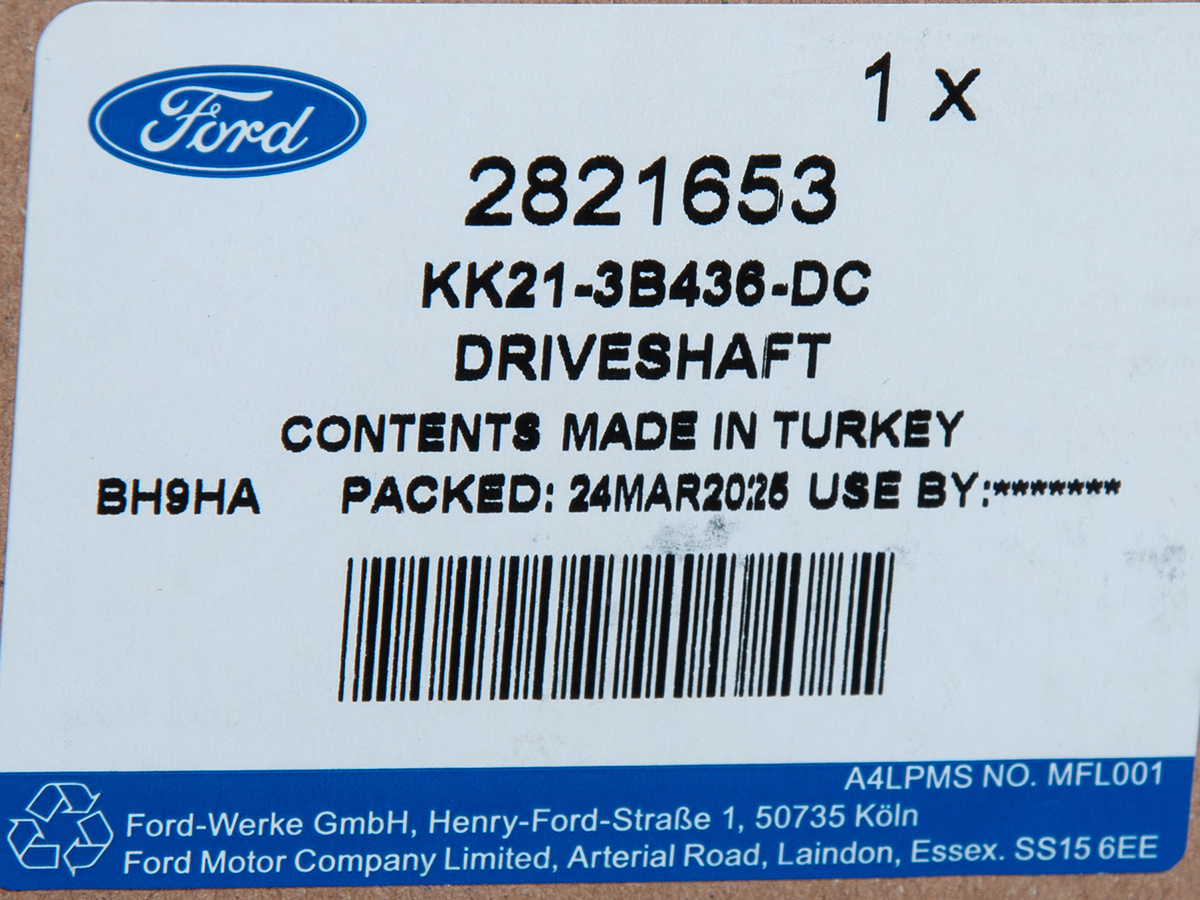 Ford
1 x
2821653
KK21-3B436-DC
DRIVESHAFT
CONTENTS MADE IN TURKEY
BH9HA PACKED: 24MAR2025 USE BY:*******
A4LPMS NO. MFL001
Ford-Werke GmbH, Henry-Ford-Straße 1, 50735 Köln
Ford Motor Company Limited, Arterial Road, Laindon, Essex. SS15 6EE